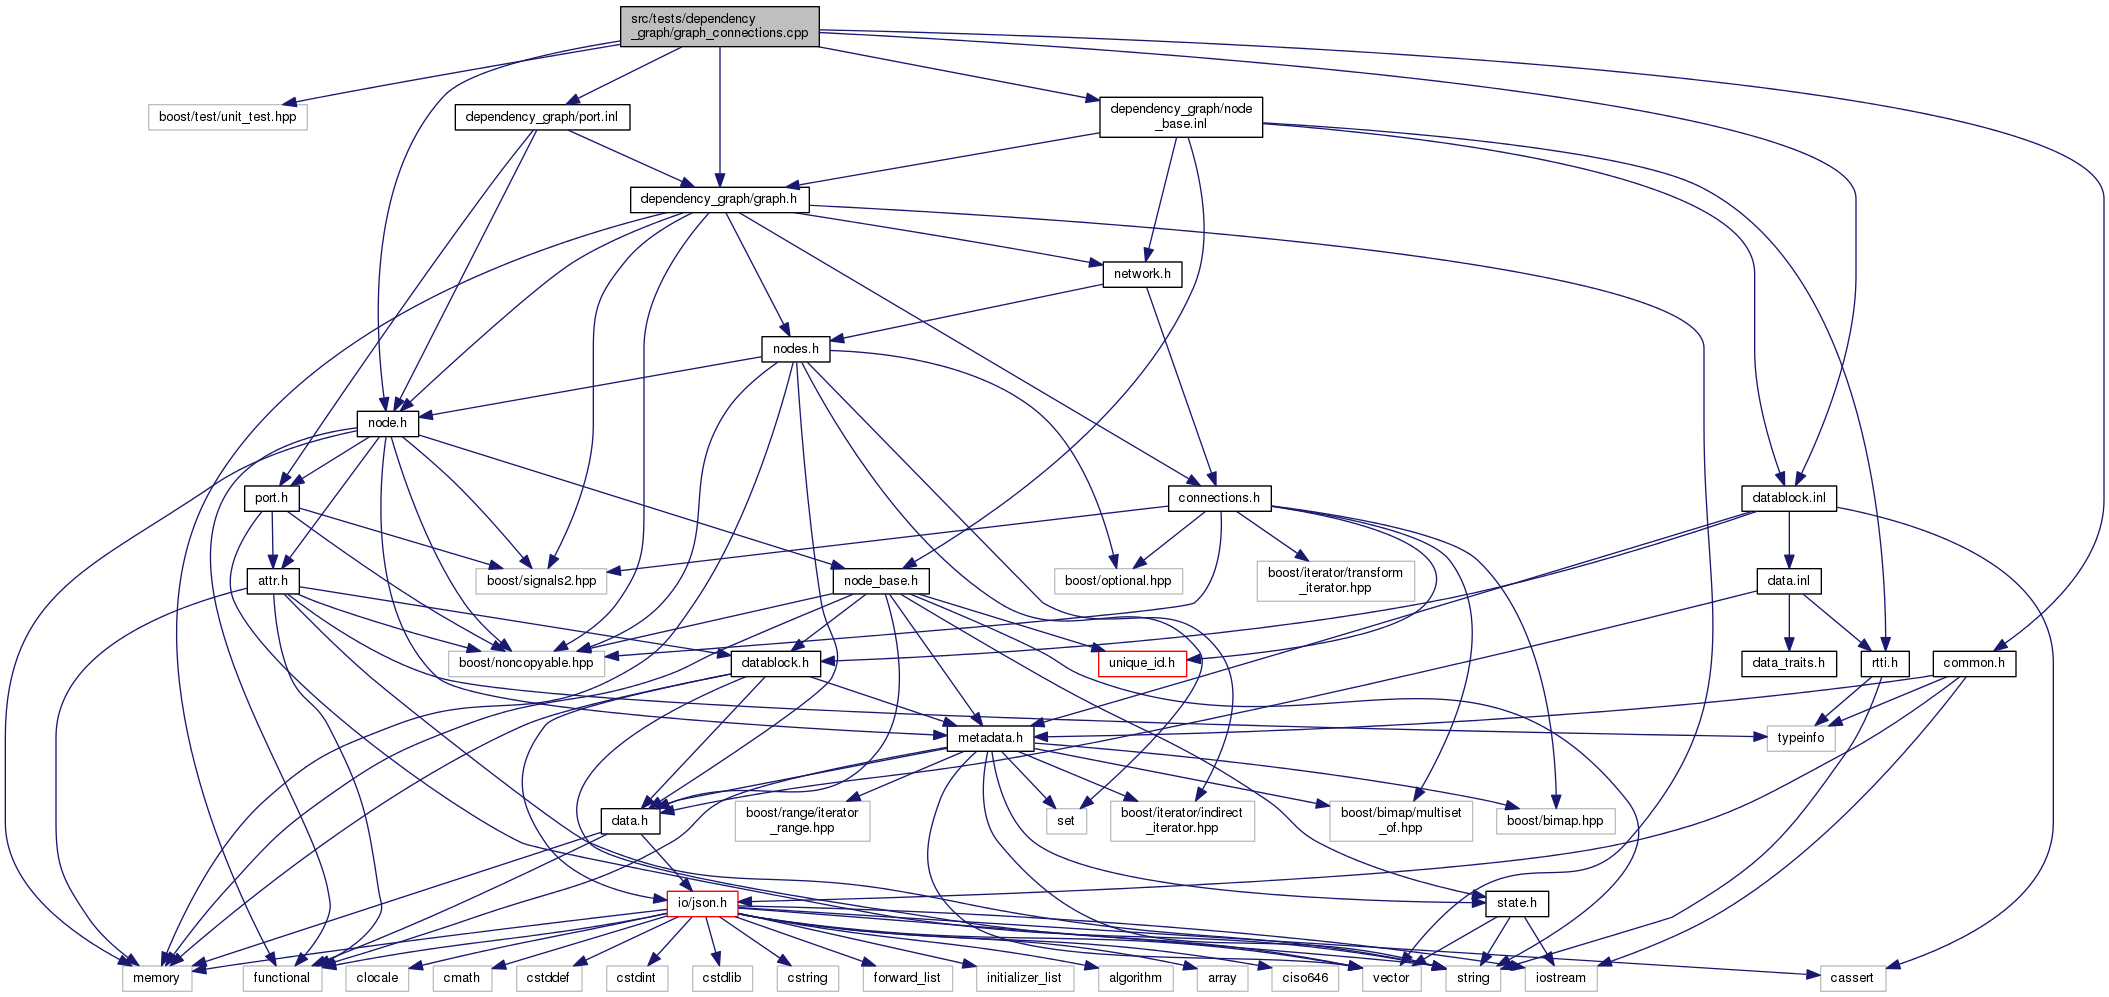 src/tests/dependency
_graph/graph_connections.cpp
boost/test/unit_test.hpp
dependency_graph/port.inl
dependency_graph/node
_base.inl
dependency_graph/graph.h
network.h
nodes.h
node.h
port.h
connections.h
datablock.inl
attr.h
boost/signals2.hpp
node_base.h
boost/optional.hpp
boost/iterator/transform
_iterator.hpp
data.inl
boost/noncopyable.hpp
datablock.h
unique_id.h
data_traits.h
rtti.h
common.h
metadata.h
typeinfo
data.h
boost/range/iterator
_range.hpp
set
boost/iterator/indirect
_iterator.hpp
boost/bimap/multiset
_of.hpp
boost/bimap.hpp
io/json.h
state.h
memory
functional
clocale
cmath
cstddef
cstdint
cstdlib
cstring
forward_list
initializer_list
algorithm
array
ciso646
vector
string
iostream
cassert